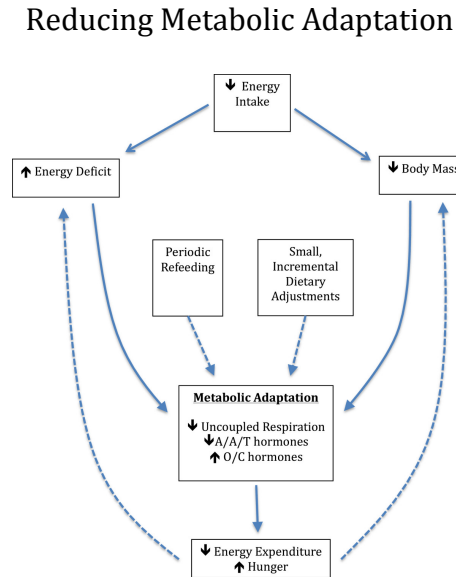 Reducing Metabolic Adaptation
↓ Energy
Intake
↑ Energy Deficit
↓ Body Mass
Periodic
Refeeding
Small,
Incremental
Dietary
Adjustments
Metabolic Adaptation
↓ Uncoupled Respiration
↓A/A/T hormones
↑ O/C hormones
↓ Energy Expenditure
↑ Hunger